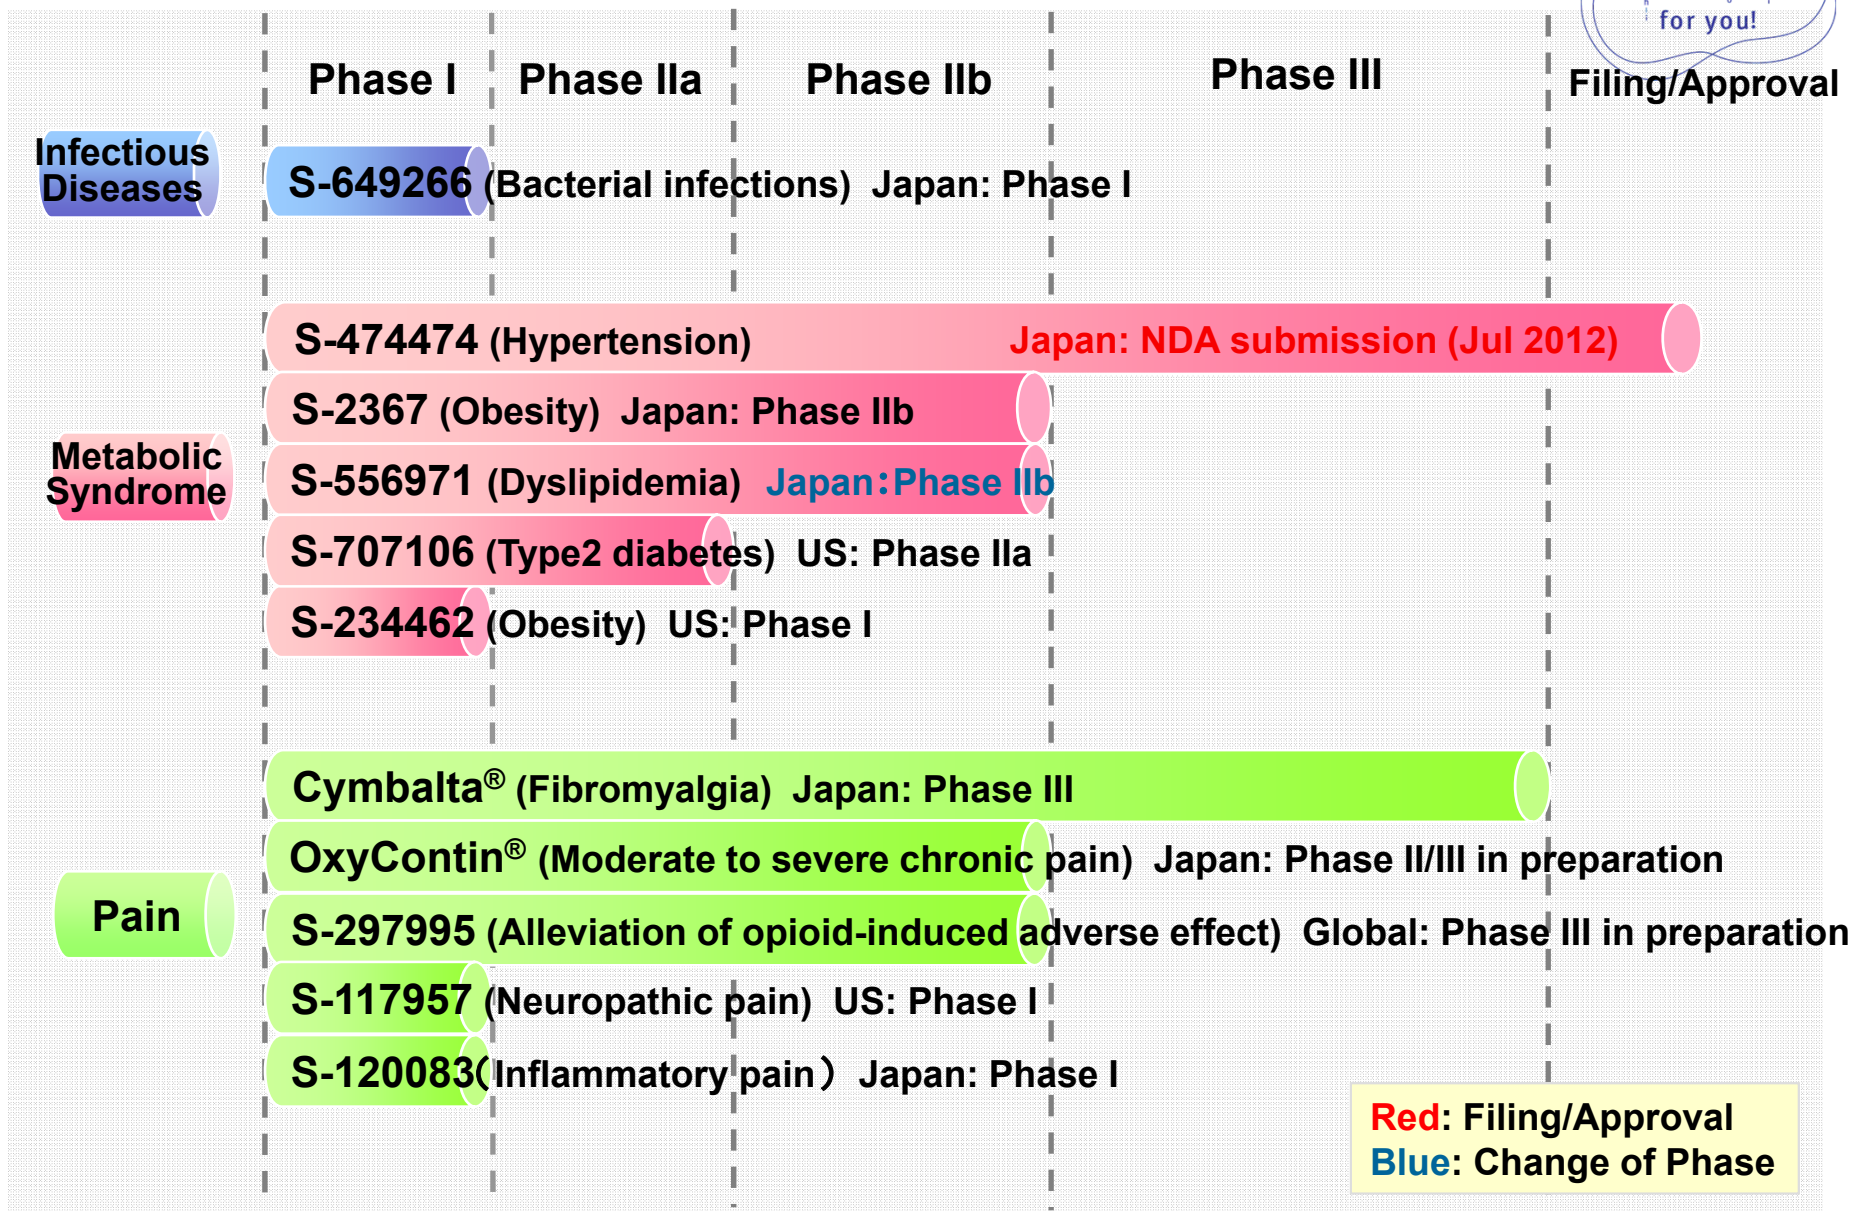 for you!
Phase I Phase IIa Phase IIb Phase III Filing/Approval
Infectious
Diseases
S-649266 (Bacterial infections) Japan: Phase I
S-474474 (Hypertension) Japan: NDA submission (Jul 2012)
S-2367 (Obesity) Japan: Phase IIb
Metabolic
Syndrome
S-556971 (Dyslipidemia) Japan:Phase IIb
S-707106 (Type2 diabetes) US: Phase IIa
S-234462 (Obesity) US: Phase I
Cymbalta® (Fibromyalgia) Japan: Phase III
OxyContin® (Moderate to severe chronic pain) Japan: Phase II/III in preparation
Pain
S-297995 (Alleviation of opioid-induced adverse effect) Global: Phase III in preparation
S-117957 (Neuropathic pain) US: Phase I
S-120083(Inflammatory pain) Japan: Phase I
Red: Filing/Approval
Blue: Change of Phase